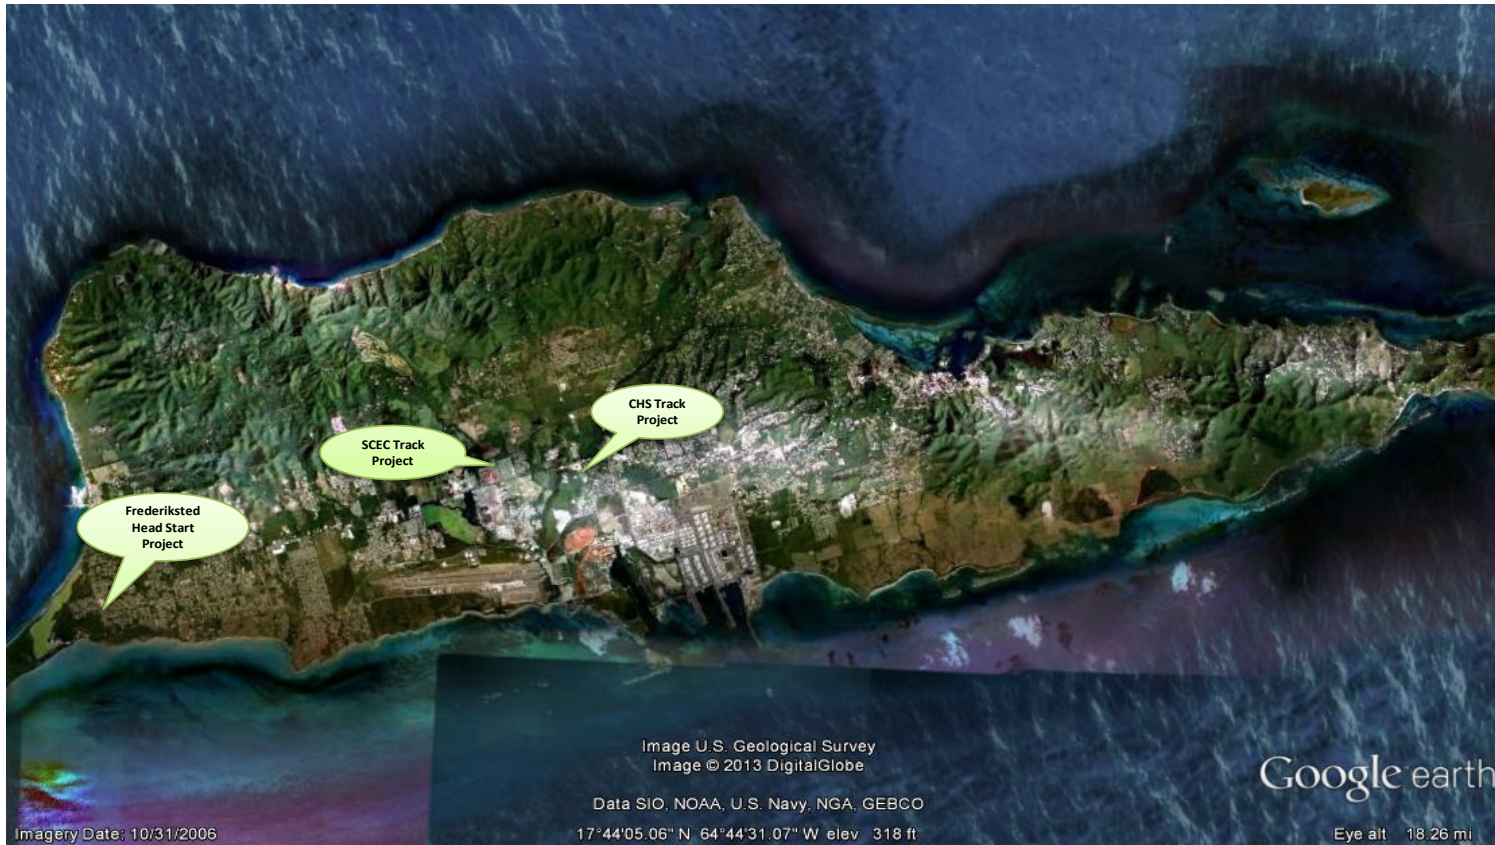 CHS Track
Project
SCEC Track
Project
Frederiksted
Head Start
Project
Image U.S. Geological Survey
Image © 2013 DigitalGlobe
Google earth
Data SIO, NOAA, U.S. Navy, NGA, GEBCO
Imagery Date: 10/31/2006
17°44'05.06" N 64°44'31.07" W elev 318 ft
Eye alt 18.26 mi